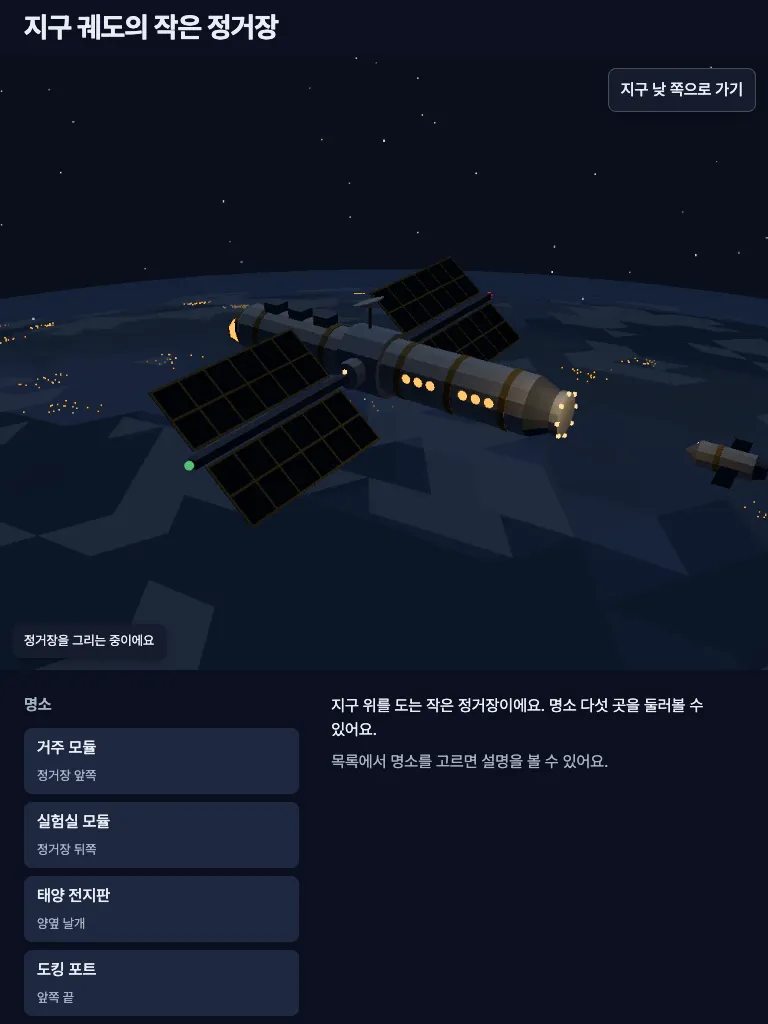 지구 궤도의 작은 정거장
지구 낮 쪽으로 가기
정거장을 그리는 중이에요
명소
거주 모듈
정거장 앞쪽
실험실 모듈
정거장 뒤쪽
태양 전지판
양옆 날개
도킹 포트
앞쪽 끝
지구 위를 도는 작은 정거장이에요. 명소 다섯 곳을 둘러볼 수
있어요.
목록에서 명소를 고르면 설명을 볼 수 있어요.